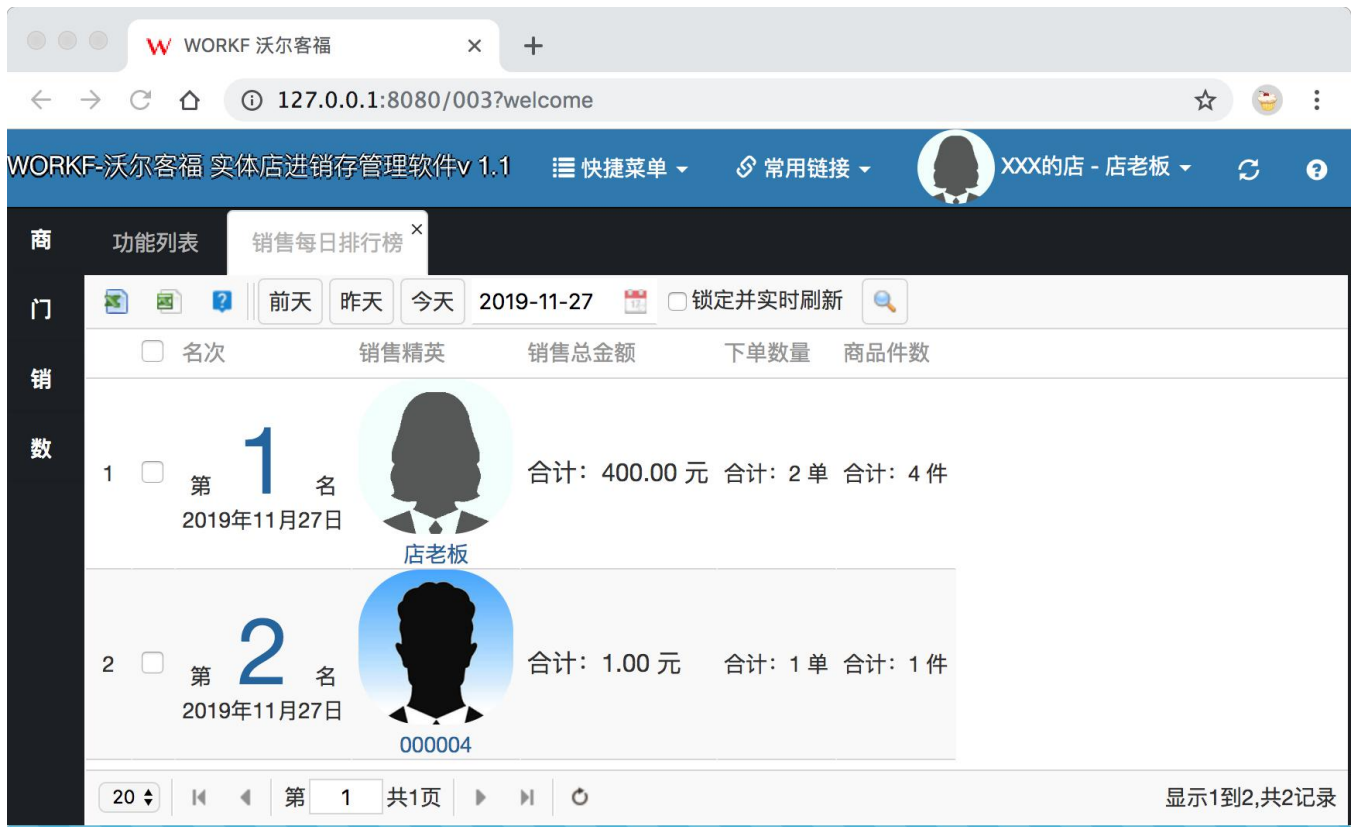 WORKF 沃尔客福
127.0.0.1:8080/003?welcome
WORKF-沃尔客福 实体店进销存管理软件v 1.1 快捷菜单 常用链接 XXX的店 - 店老板
商
门
销
数
功能列表 销售每日排行榜
前天 昨天 今天 2019-11-27 锁定并实时刷新
名次 销售精英 销售总金额 下单数量 商品件数
1 第 1 名 合计：400.00 元 合计：2 单 合计：4 件
2019年11月27日
店老板
2 第 2 名 合计：1.00 元 合计：1 单 合计：1 件
2019年11月27日
000004
20 第 1 共1页 显示1到2,共2记录